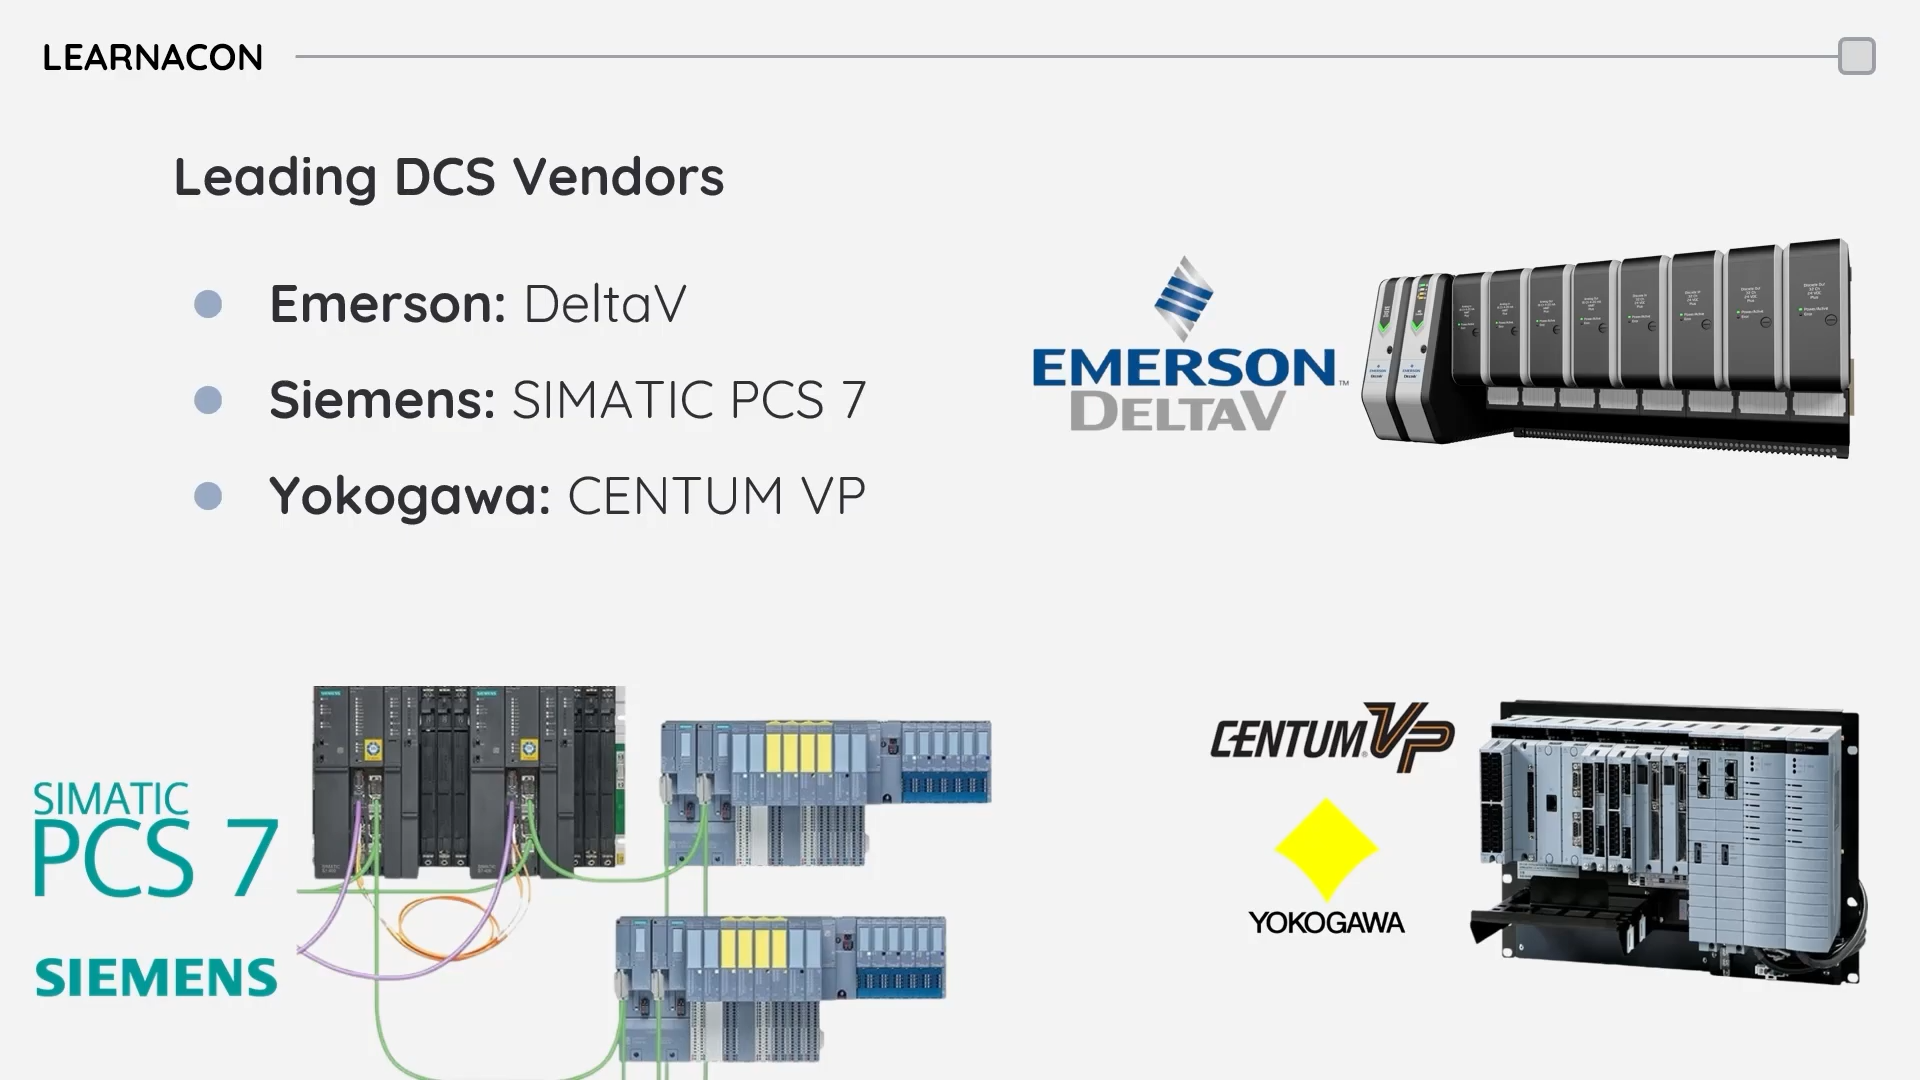 LEARNACON
Leading DCS Vendors
Emerson: DeltaV
Siemens: SIMATIC PCS 7
Yokogawa: CENTUM VP
EMERSON™
DELTAV
SIMATIC
PCS 7
SIEMENS
CENTUM VP
YOKOGAWA